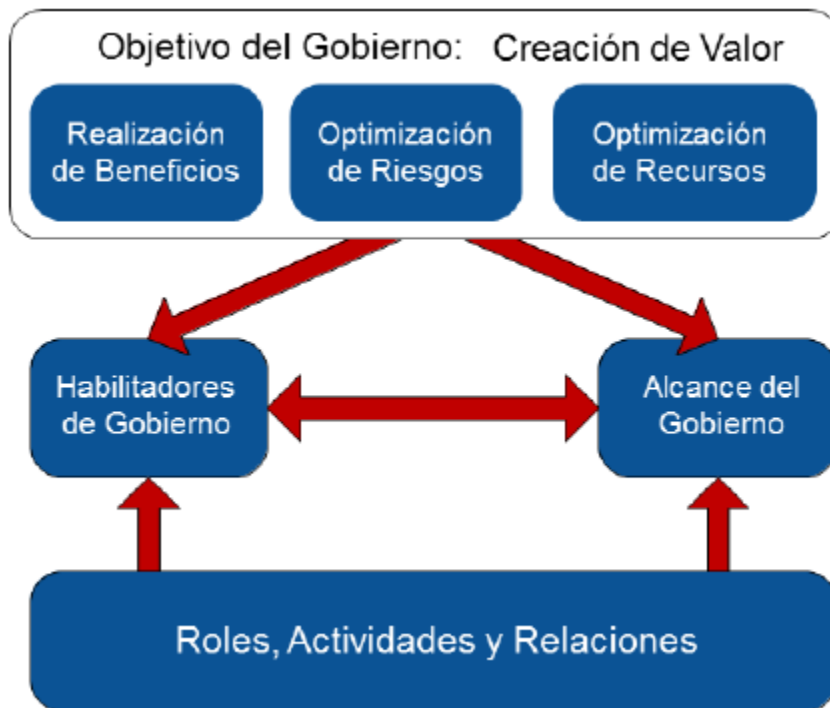 Objetivo del Gobierno: Creación de Valor
Realización
de Beneficios
Optimización
de Riesgos
Optimización
de Recursos
Habilitadores
de Gobierno
Alcance del
Gobierno
Roles, Actividades y Relaciones